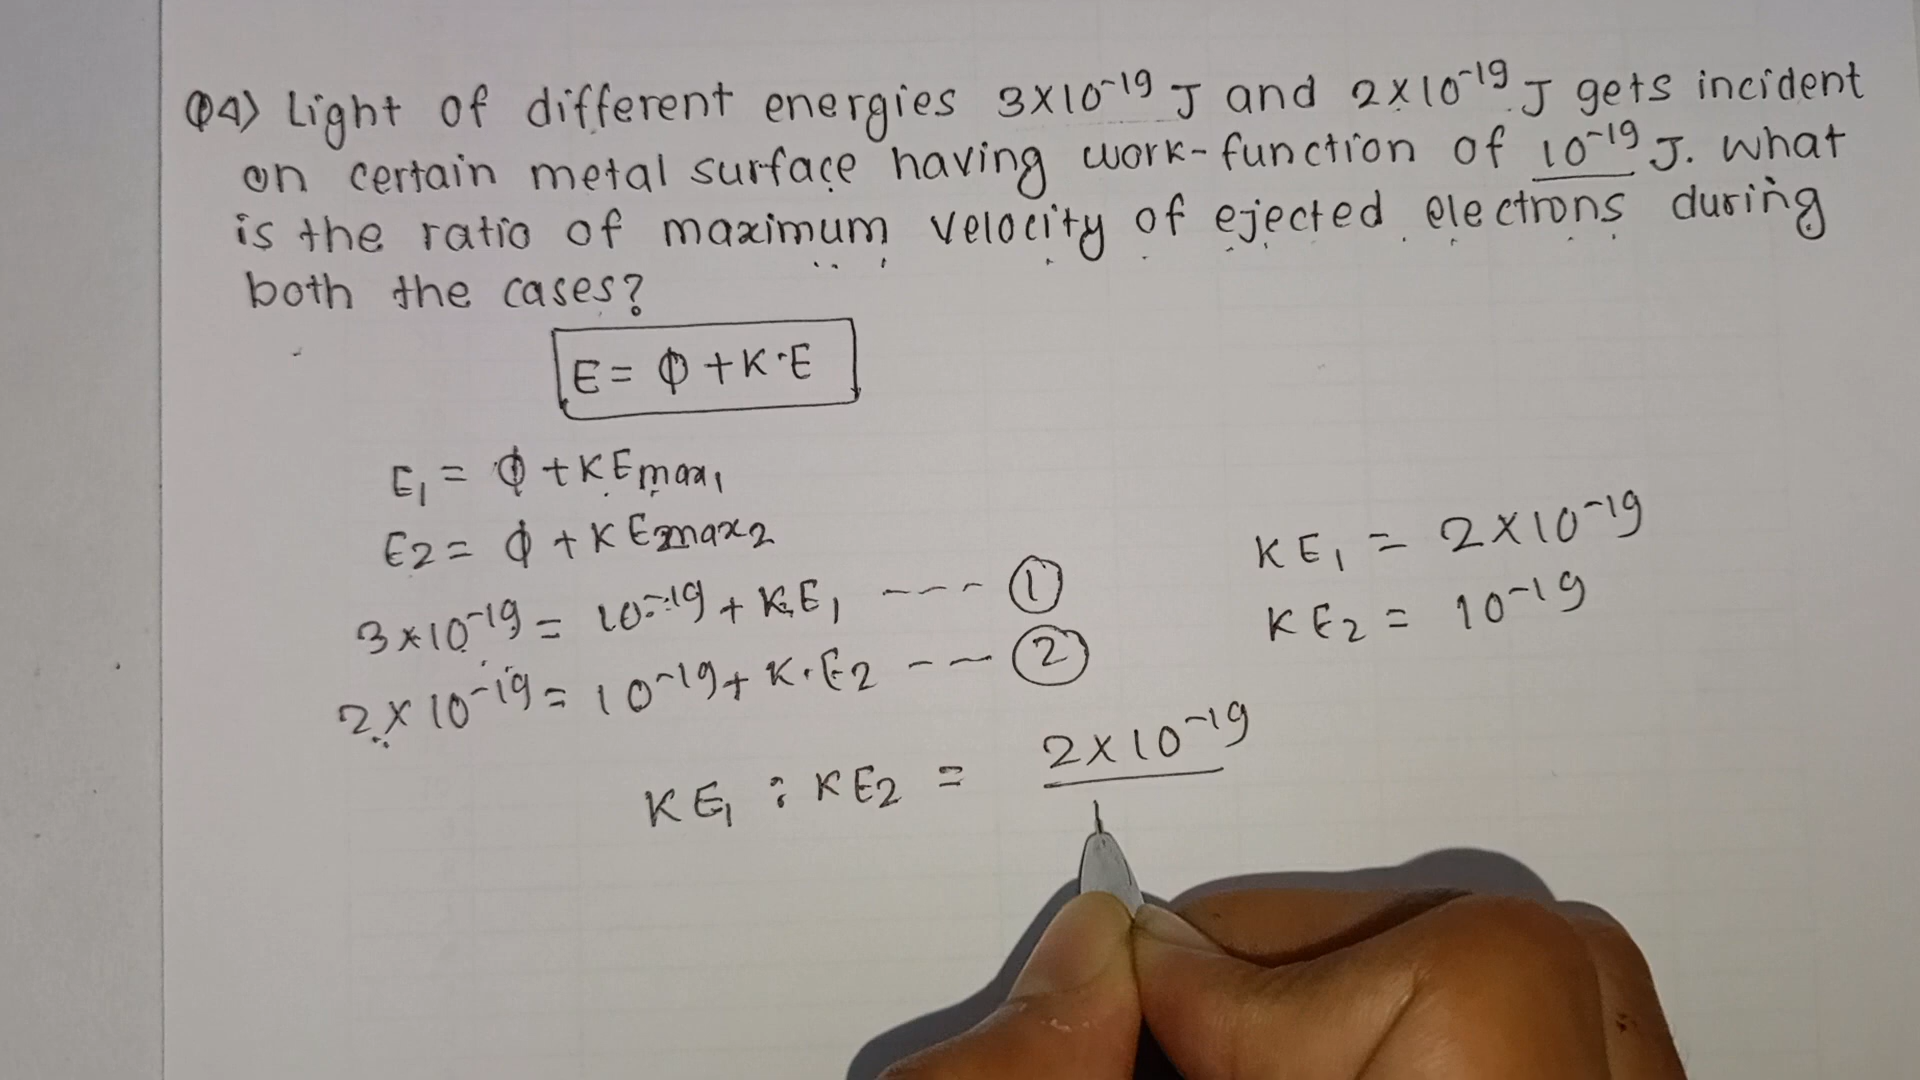 Q4) Light of different energies 3×10⁻¹⁹ J and 2×10⁻¹⁹ J gets incident
on certain metal surface having work-function of 10⁻¹⁹ J. What
is the ratio of maximum velocity of ejected electrons during
both the cases?
E = ϕ + K·E
E₁ = ϕ + KEmax₁
E₂ = ϕ + KEmax₂
3×10⁻¹⁹ = 10⁻¹⁹ + K.E₁ --- ①
2×10⁻¹⁹ = 10⁻¹⁹ + K.E₂ -- ②
KE₁ = 2×10⁻¹⁹
KE₂ = 10⁻¹⁹
KE₁ : KE₂ = 2×10⁻¹⁹
1